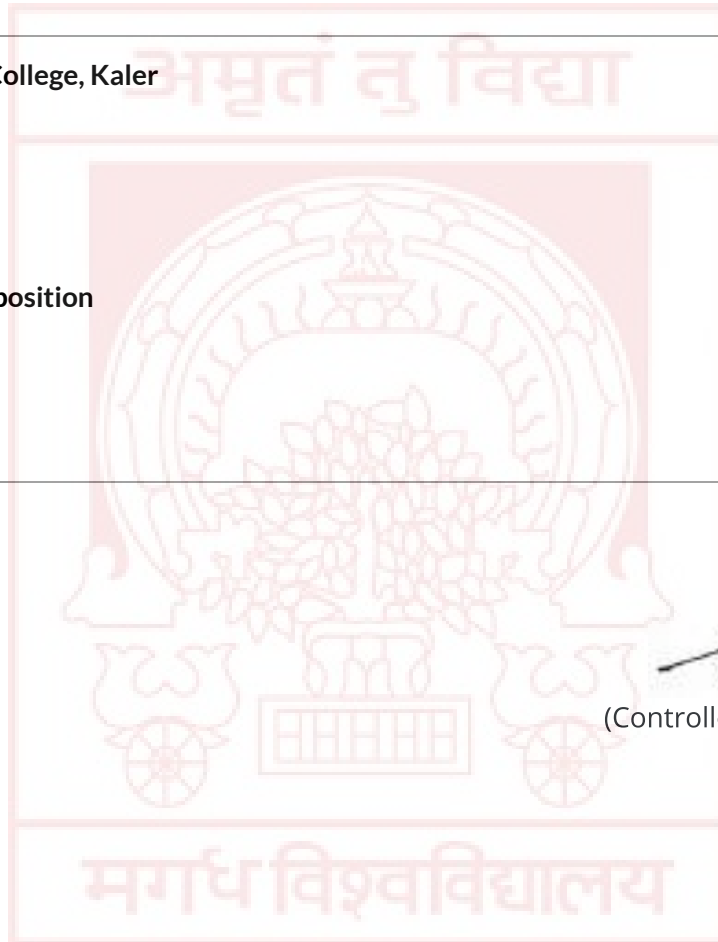 College, Kaler
अमृतं तु विद्या
position
(Controll
मगध विश्वविद्यालय